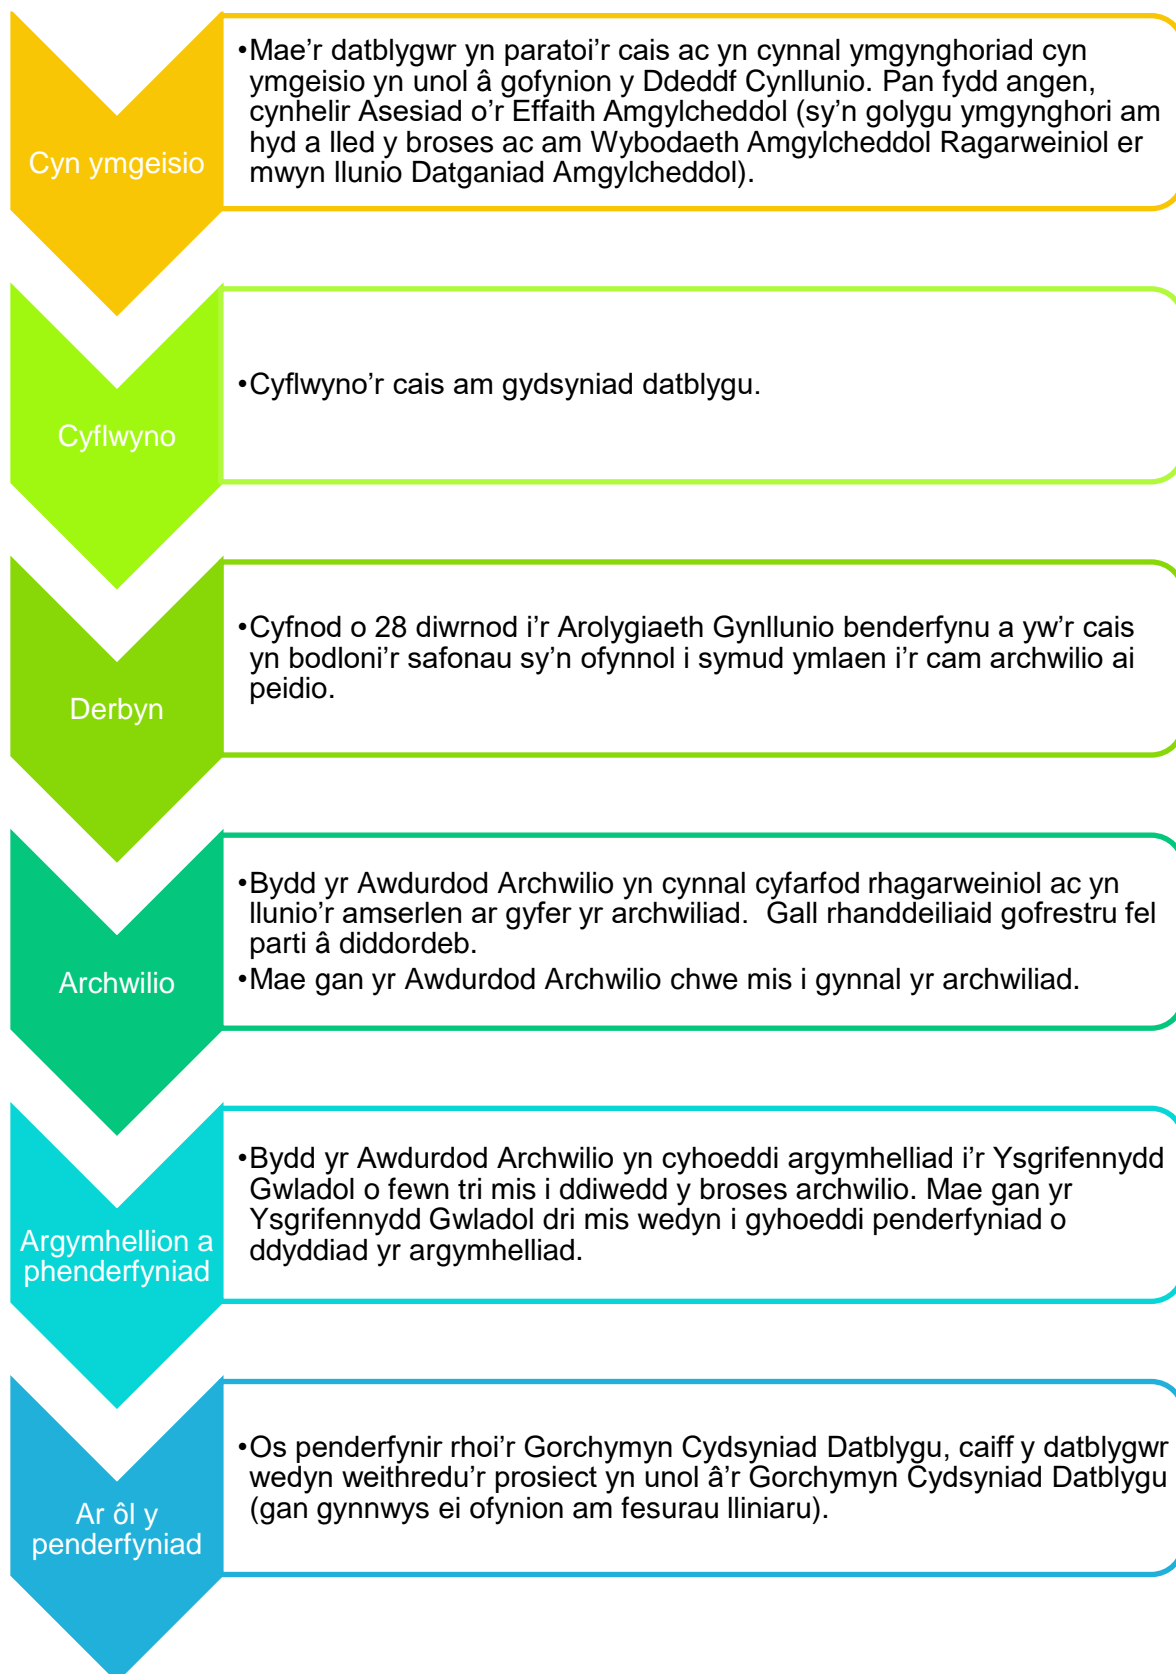 Cyn ymgeisio
•Mae’r datblygwr yn paratoi’r cais ac yn cynnal ymgynghoriad cyn
ymgeisio yn unol â gofynion y Ddeddf Cynllunio. Pan fydd angen,
cynhelir Asesiad o’r Effaith Amgylcheddol (sy’n golygu ymgynghori am
hyd a lled y broses ac am Wybodaeth Amgylcheddol Ragarweiniol er
mwyn llunio Datganiad Amgylcheddol).
Cyflwyno
•Cyflwyno’r cais am gydsyniad datblygu.
Derbyn
•Cyfnod o 28 diwrnod i’r Arolygiaeth Gynllunio benderfynu a yw’r cais
yn bodloni’r safonau sy’n ofynnol i symud ymlaen i’r cam archwilio ai
peidio.
Archwilio
•Bydd yr Awdurdod Archwilio yn cynnal cyfarfod rhagarweiniol ac yn
llunio’r amserlen ar gyfer yr archwiliad.  Gall rhanddeiliaid gofrestru fel
parti â diddordeb.
•Mae gan yr Awdurdod Archwilio chwe mis i gynnal yr archwiliad.
Argymhellion a
phenderfyniad
•Bydd yr Awdurdod Archwilio yn cyhoeddi argymhelliad i’r Ysgrifennydd
Gwladol o fewn tri mis i ddiwedd y broses archwilio. Mae gan yr
Ysgrifennydd Gwladol dri mis wedyn i gyhoeddi penderfyniad o
ddyddiad yr argymhelliad.
Ar ôl y
penderfyniad
•Os penderfynir rhoi’r Gorchymyn Cydsyniad Datblygu, caiff y datblygwr
wedyn weithredu’r prosiect yn unol â’r Gorchymyn Cydsyniad Datblygu
(gan gynnwys ei ofynion am fesurau lliniaru).